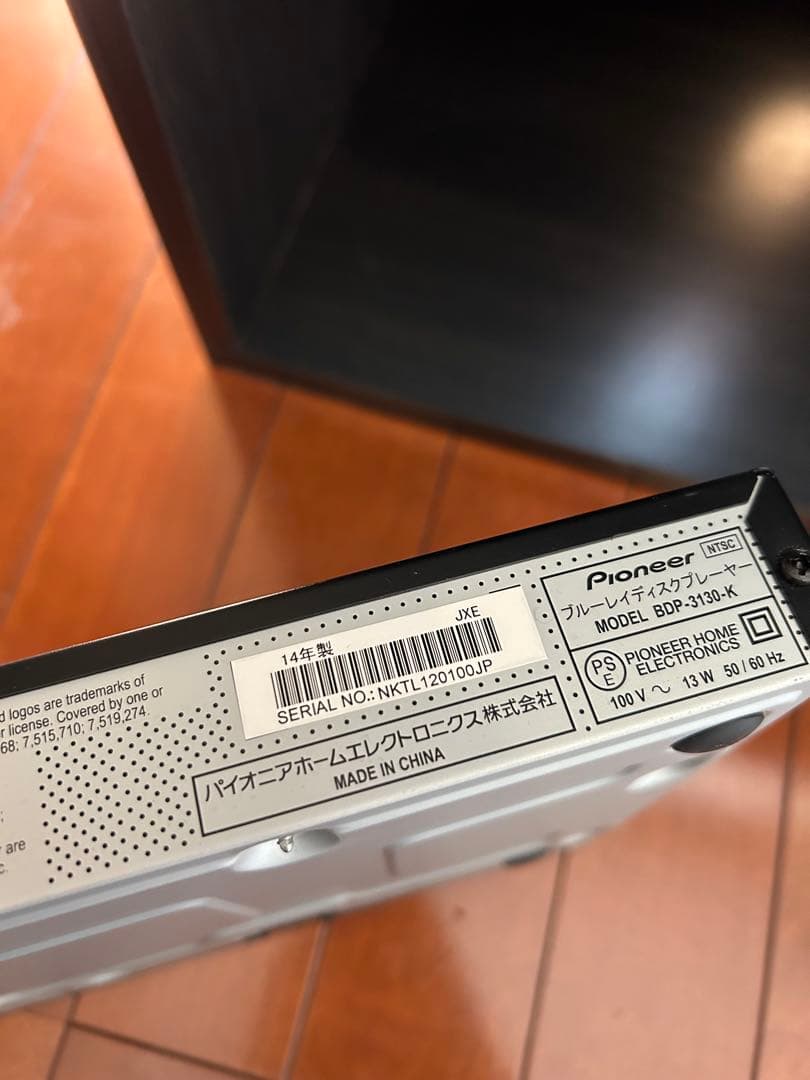 d logos are trademarks of
r license. Covered by one or
68; 7,515,710; 7,519,274.
r are
c.
14年製
JXE
SERIAL NO.: NKTL120100JP
パイオニアホームエレクトロニクス株式会社
MADE IN CHINA
Pioneer
NTSC
ブルーレイディスクプレーヤー
MODEL BDP-3130-K
PS
E
PIONEER HOME
ELECTRONICS
100 V ～ 13 W 50 / 60 Hz